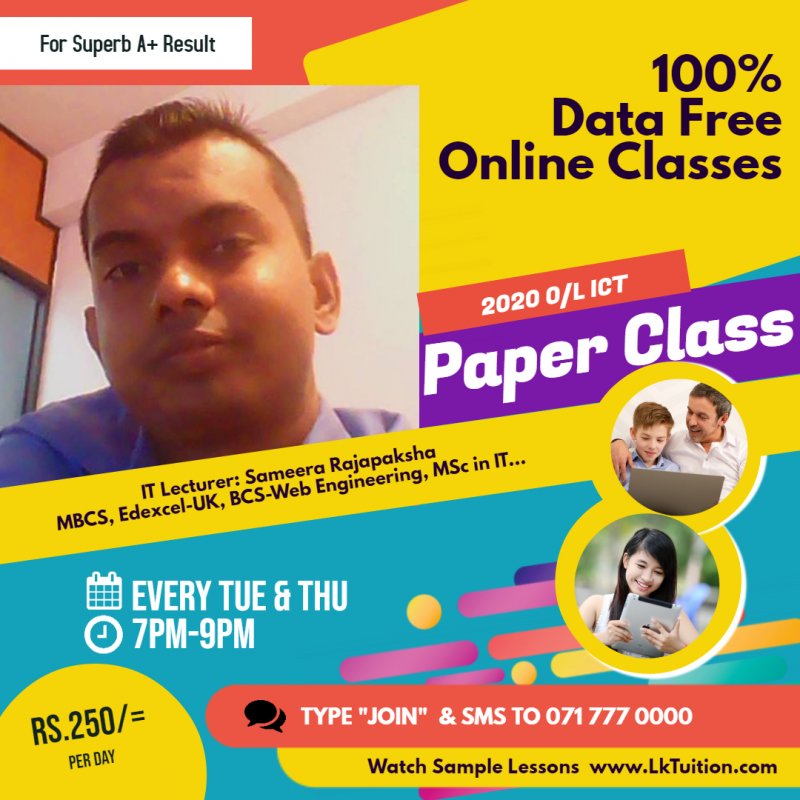 For Superb A+ Result
100%
Data Free
Online Classes
2020 O/L ICT
Paper Class
IT Lecturer: Sameera Rajapaksha
MBCS, Edexcel-UK, BCS-Web Engineering, MSc in IT...
EVERY TUE & THU
7PM-9PM
RS.250/=
PER DAY
TYPE "JOIN" & SMS TO 071 777 0000
Watch Sample Lessons www.LkTuition.com